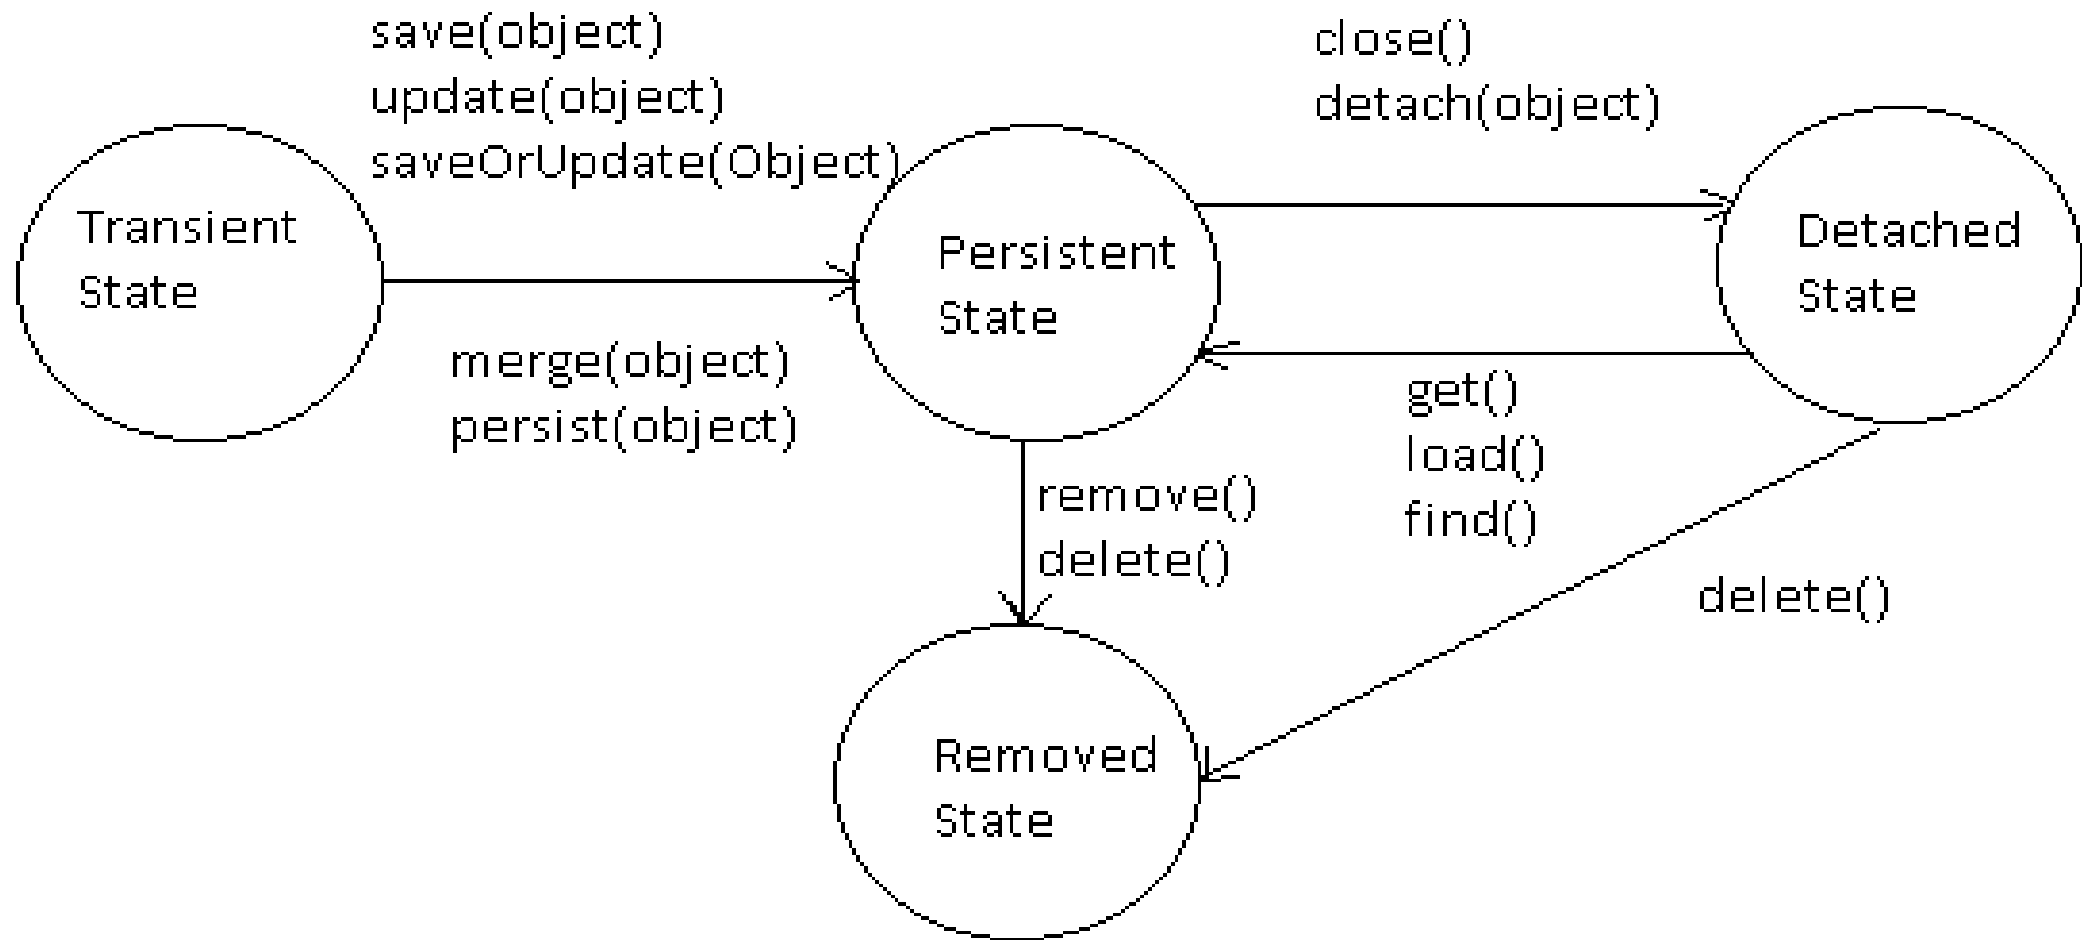 save(object)
update(object)
saveOrUpdate(Object)
close()
detach(object)
Transient
State
Persistent
State
Detached
State
merge(object)
persist(object)
get()
load()
find()
remove()
delete()
delete()
Removed
State